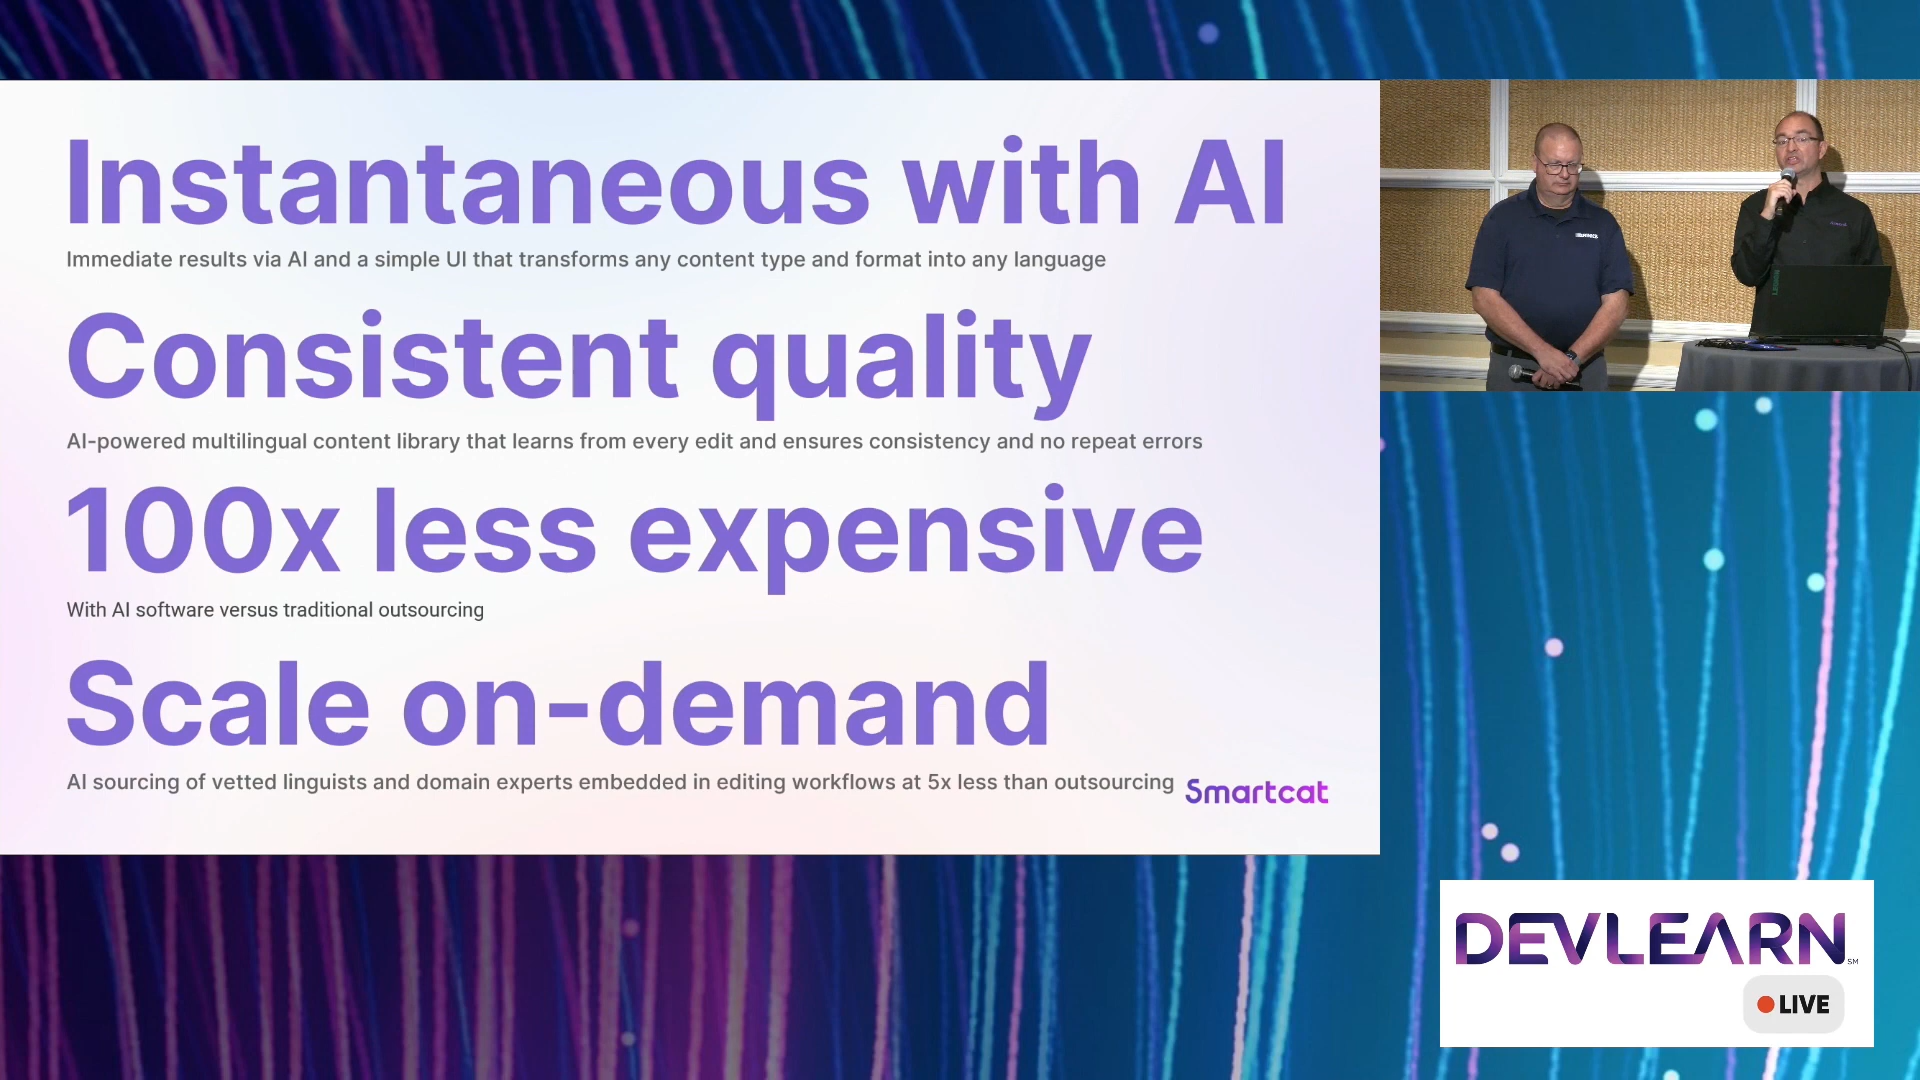 Instantaneous with AI
Immediate results via AI and a simple UI that transforms any content type and format into any language
Consistent quality
AI-powered multilingual content library that learns from every edit and ensures consistency and no repeat errors
100x less expensive
With AI software versus traditional outsourcing
Scale on-demand
AI sourcing of vetted linguists and domain experts embedded in editing workflows at 5x less than outsourcing
Smartcat
DEVLEARN
SM
LIVE